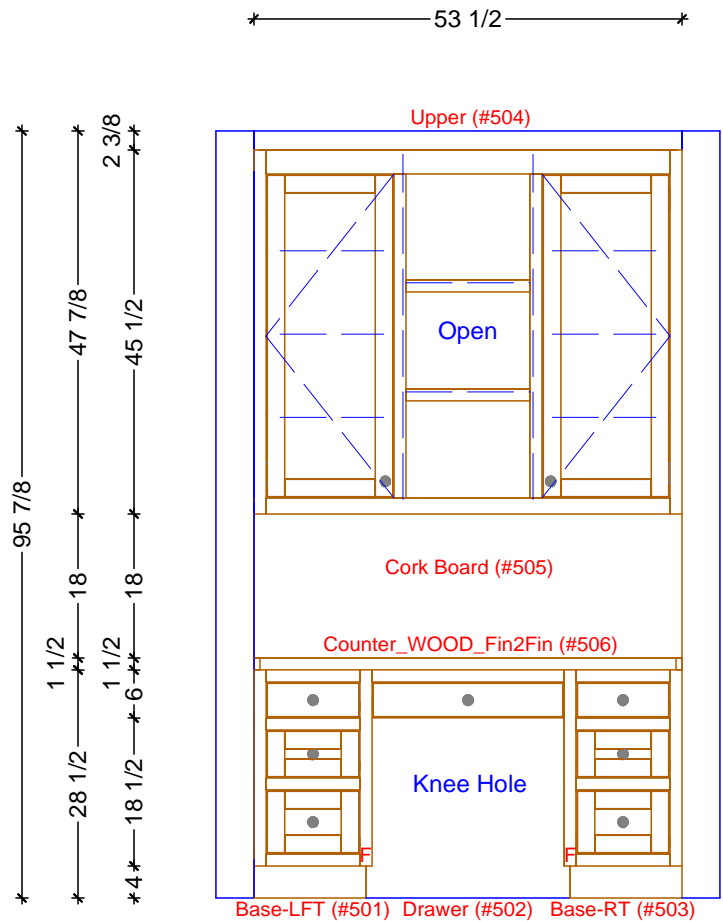 53 1/2
Upper (#504)
2 3/8
47 7/8
45 1/2
Open
95 7/8
18
18
Cork Board (#505)
Counter_WOOD_Fin2Fin (#506)
1 1/2
1 1/2
6
28 1/2
18 1/2
Knee Hole
F
F
4
Base-LFT (#501)
Drawer (#502)
Base-RT (#503)